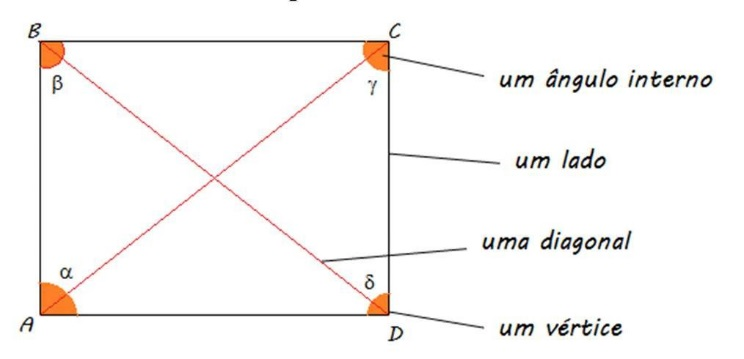 B
C
β
γ
um ângulo interno
um lado
uma diagonal
α
δ
A
D
um vértice